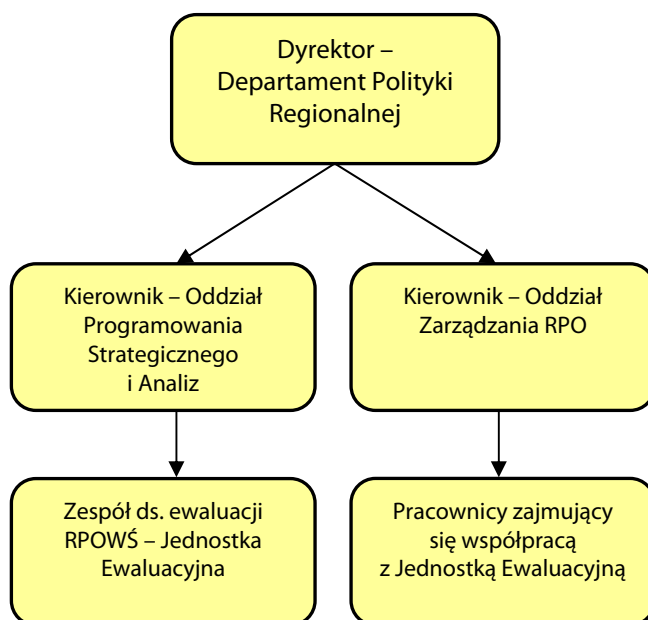 Dyrektor –
Departament Polityki
Regionalnej
Kierownik – Oddział
Programowania
Strategicznego
i Analiz
Kierownik – Oddział
Zarządzania RPO
Zespół ds. ewaluacji
RPOWŚ – Jednostka
Ewaluacyjna
Pracownicy zajmujący
się współpracą
z Jednostką Ewaluacyjną